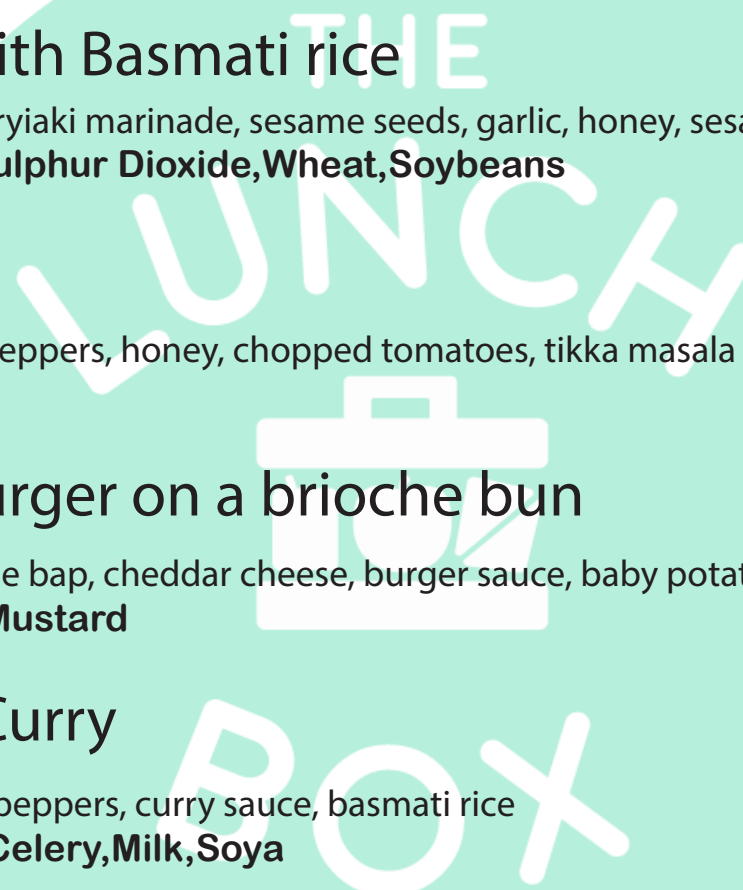 THE
ith Basmati rice
ryiaki marinade, sesame seeds, garlic, honey, sesa
ulphur Dioxide,Wheat,Soybeans
LUNCH
eppers, honey, chopped tomatoes, tikka masala
urger on a brioche bun
e bap, cheddar cheese, burger sauce, baby potat
Mustard
Curry
peppers, curry sauce, basmati rice
Celery,Milk,Soya
BOX